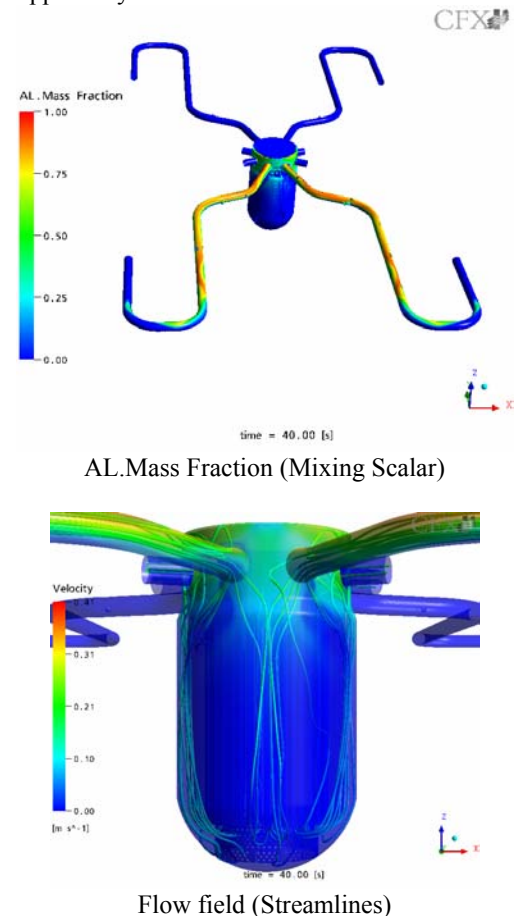 CFX
AL.Mass Fraction
1.00
0.75
0.50
0.25
0.00
z
X
time = 40.00 [s]
AL.Mass Fraction (Mixing Scalar)
CFX
Velocity
0.41
0.31
0.21
0.10
0.00
[m s^-1]
z
X
time = 40.00 [s]
Flow field (Streamlines)